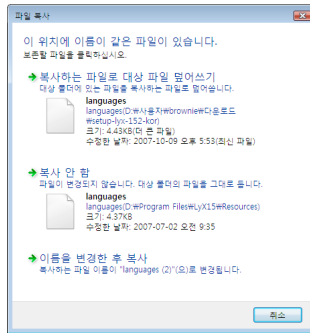 파일 복사
이 위치에 이름이 같은 파일이 있습니다.
보존할 파일을 클릭하십시오.
복사하는 파일로 대상 파일 덮어쓰기
대상 폴더에 있는 파일을 복사하는 파일로 덮어씁니다.
languages
languages(D:₩사용자₩brownie₩다운로드
₩setup-lyx-152-kor)
크기: 4.43KB(더 큰 파일)
수정한 날짜: 2007-10-09 오후 5:53(최신 파일)
복사 안 함
파일이 변경되지 않습니다. 대상 폴더의 파일을 그대로 둡니다.
languages
languages(D:₩Program Files₩LyX15₩Resources)
크기: 4.37KB
수정한 날짜: 2007-07-02 오전 9:35
이름을 변경한 후 복사
복사하는 파일 이름이 "languages (2)"(으)로 변경됩니다.
취소